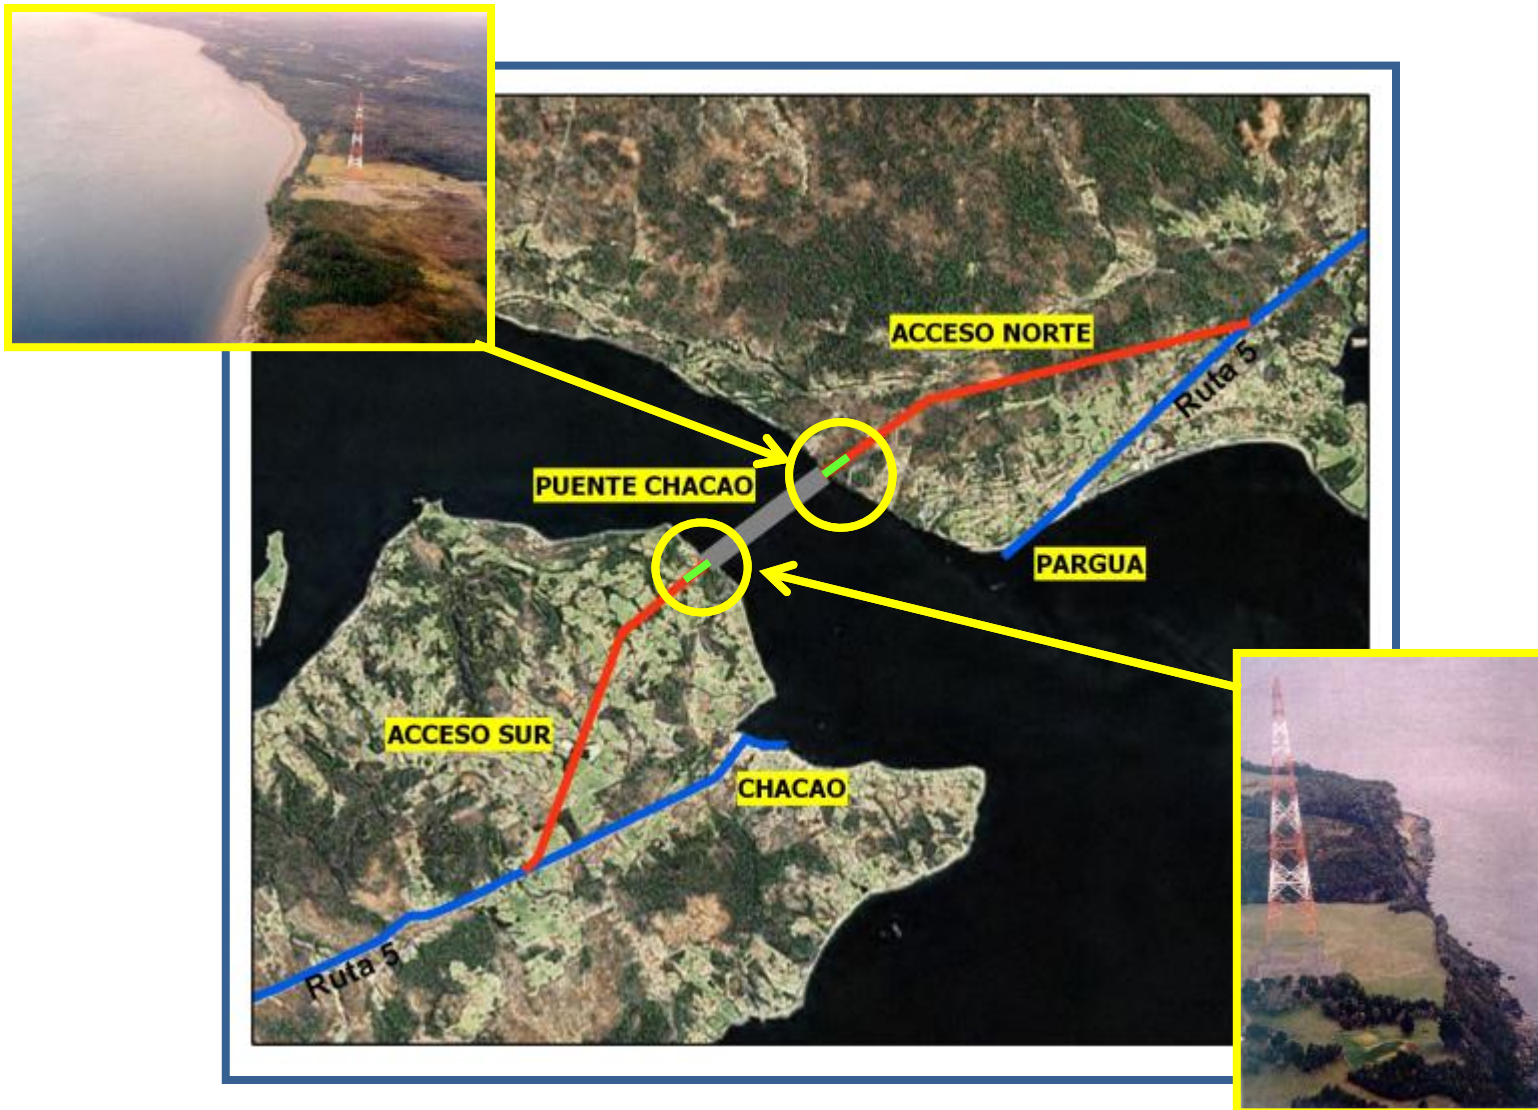 ACCESO NORTE
Ruta 5
PUENTE CHACAO
PARGUA
ACCESO SUR
CHACAO
Ruta 5